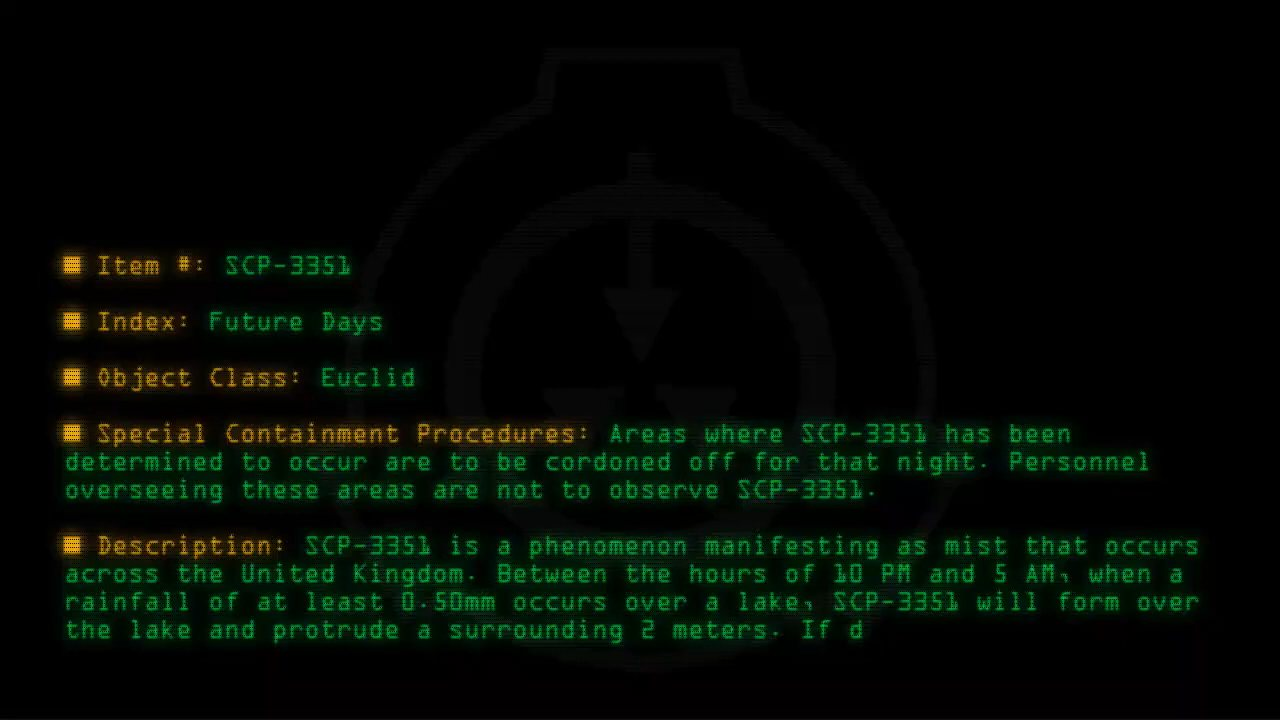 ■ Item #: SCP-3351
■ Index: Future Days
■ Object Class: Euclid
■ Special Containment Procedures: Areas where SCP-3351 has been
determined to occur are to be cordoned off for that night. Personnel
overseeing these areas are not to observe SCP-3351.
■ Description: SCP-3351 is a phenomenon manifesting as mist that occurs
across the United Kingdom. Between the hours of 10 PM and 5 AM, when a
rainfall of at least 0.50mm occurs over a lake, SCP-3351 will form over
the lake and protrude a surrounding 2 meters. If d